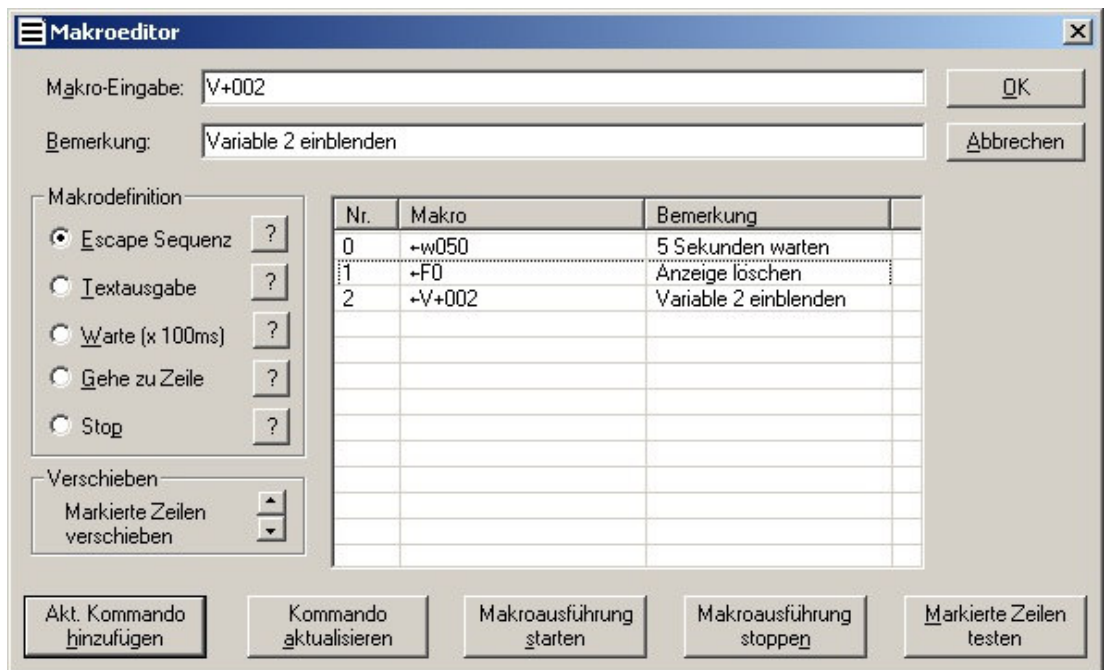 Makroeditor
Makro-Eingabe: V+002 OK
Bemerkung: Variable 2 einblenden Abbrechen
Makrodefinition
Escape Sequenz ?
Textausgabe ?
Warte (x 100ms) ?
Gehe zu Zeile ?
Stop ?
Verschieben
Markierte Zeilen
verschieben
Nr. Makro Bemerkung
0 ←w050 5 Sekunden warten
1 ←F0 Anzeige löschen
2 ←V+002 Variable 2 einblenden
Akt. Kommando
hinzufügen
Kommando
aktualisieren
Makroausführung
starten
Makroausführung
stoppen
Markierte Zeilen
testen